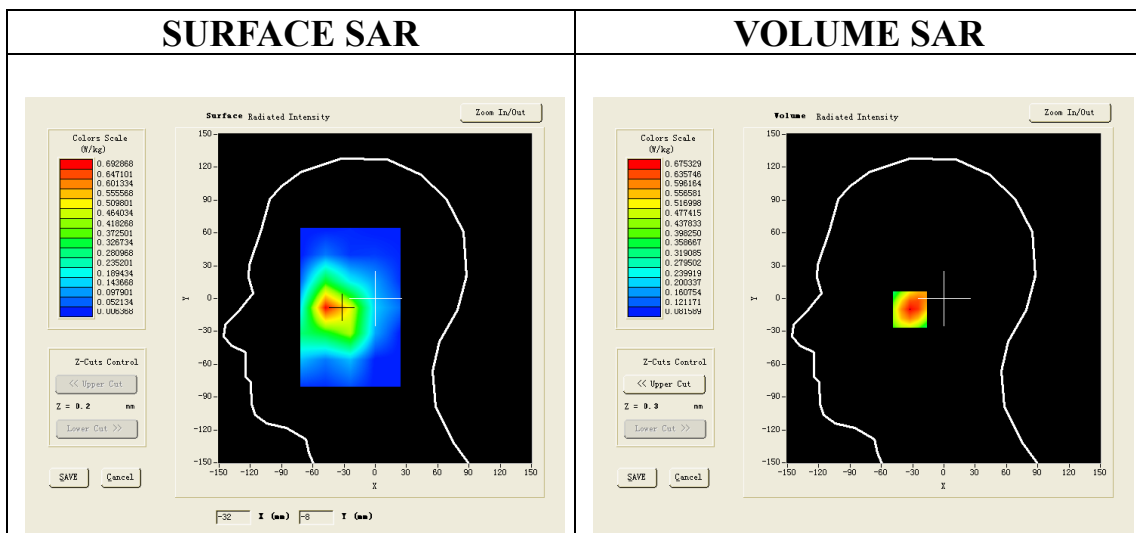 SURFACE SAR
VOLUME SAR
Surface Radiated Intensity
Zoom In/Out
Colors Scale
(W/kg)
0.692868
0.647101
0.601334
0.555568
0.509801
0.464034
0.418268
0.372501
0.326734
0.280968
0.235201
0.189434
0.143668
0.097901
0.052134
0.006368
150
120
90
60
30
0
-30
-60
-90
-120
-150
Y
-150 -120 -90 -60 -30 0 30 60 90 120 150
X
Z-Cuts Control
<< Upper Cut
Z = 0.2 mm
Lower Cut >>
SAVE Cancel
-32 X (mm) -8 Y (mm)
Volume Radiated Intensity
Zoom In/Out
Colors Scale
(W/kg)
0.675329
0.635746
0.596164
0.556581
0.516998
0.477415
0.437833
0.398250
0.358667
0.319085
0.279502
0.239919
0.200337
0.160754
0.121171
0.081589
150
120
90
60
30
0
-30
-60
-90
-120
-150
Y
-150 -120 -90 -60 -30 0 30 60 90 120 150
X
Z-Cuts Control
<< Upper Cut
Z = 0.3 mm
Lower Cut >>
SAVE Cancel